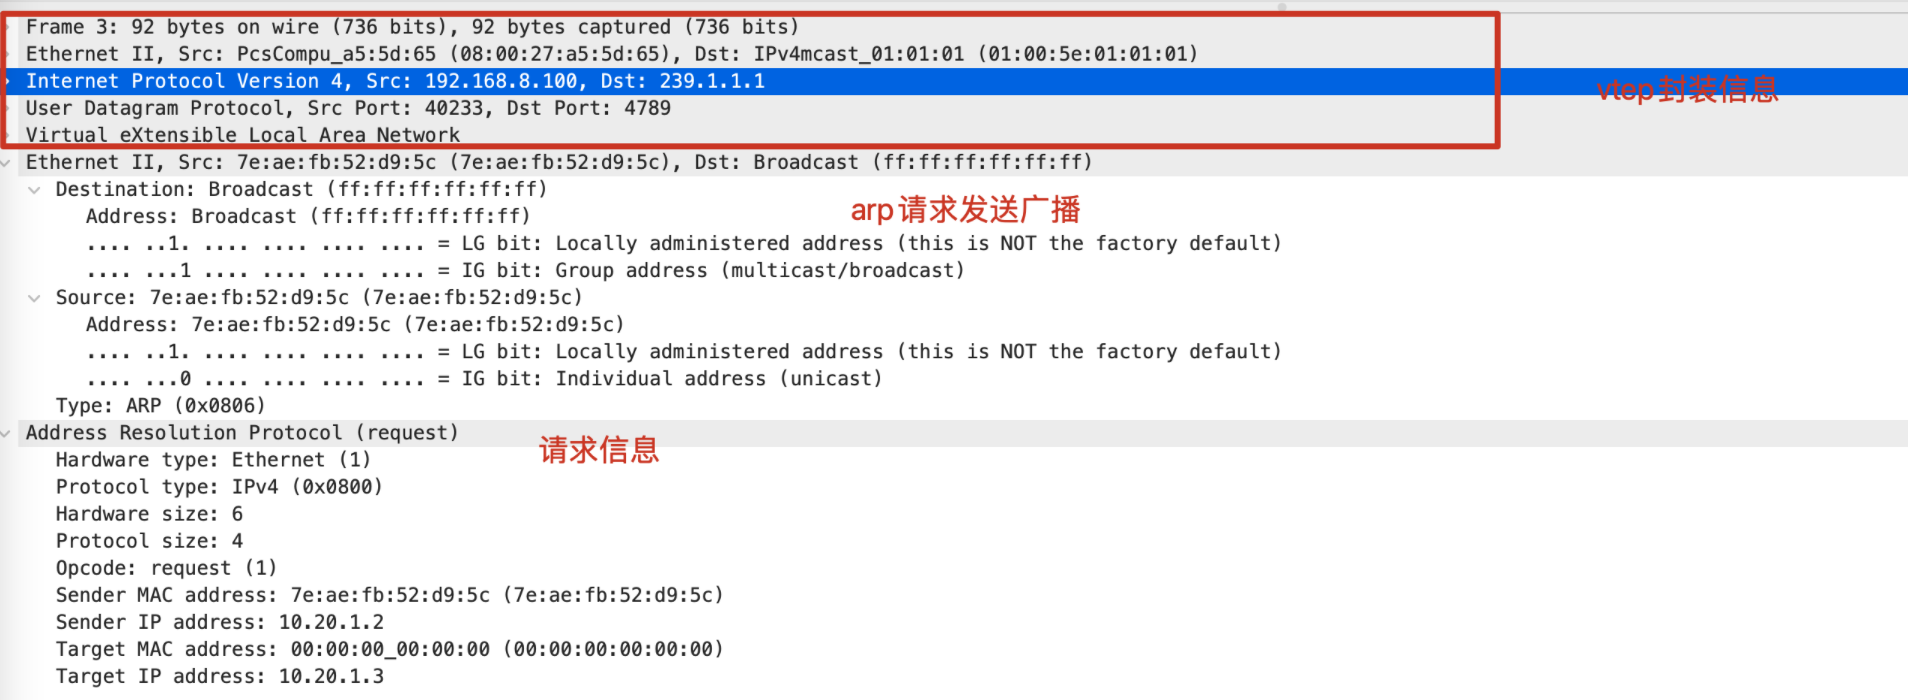 Frame 3: 92 bytes on wire (736 bits), 92 bytes captured (736 bits)
Ethernet II, Src: PcsCompu_a5:5d:65 (08:00:27:a5:5d:65), Dst: IPv4mcast_01:01:01 (01:00:5e:01:01:01)
Internet Protocol Version 4, Src: 192.168.8.100, Dst: 239.1.1.1
vtep封装信息
User Datagram Protocol, Src Port: 40233, Dst Port: 4789
Virtual eXtensible Local Area Network
Ethernet II, Src: 7e:ae:fb:52:d9:5c (7e:ae:fb:52:d9:5c), Dst: Broadcast (ff:ff:ff:ff:ff:ff)
Destination: Broadcast (ff:ff:ff:ff:ff:ff)
Address: Broadcast (ff:ff:ff:ff:ff:ff)
arp请求发送广播
.... ..1. .... .... .... .... = LG bit: Locally administered address (this is NOT the factory default)
.... ...1 .... .... .... .... = IG bit: Group address (multicast/broadcast)
Source: 7e:ae:fb:52:d9:5c (7e:ae:fb:52:d9:5c)
Address: 7e:ae:fb:52:d9:5c (7e:ae:fb:52:d9:5c)
.... ..1. .... .... .... .... = LG bit: Locally administered address (this is NOT the factory default)
.... ...0 .... .... .... .... = IG bit: Individual address (unicast)
Type: ARP (0x0806)
Address Resolution Protocol (request)
请求信息
Hardware type: Ethernet (1)
Protocol type: IPv4 (0x0800)
Hardware size: 6
Protocol size: 4
Opcode: request (1)
Sender MAC address: 7e:ae:fb:52:d9:5c (7e:ae:fb:52:d9:5c)
Sender IP address: 10.20.1.2
Target MAC address: 00:00:00_00:00:00 (00:00:00:00:00:00)
Target IP address: 10.20.1.3